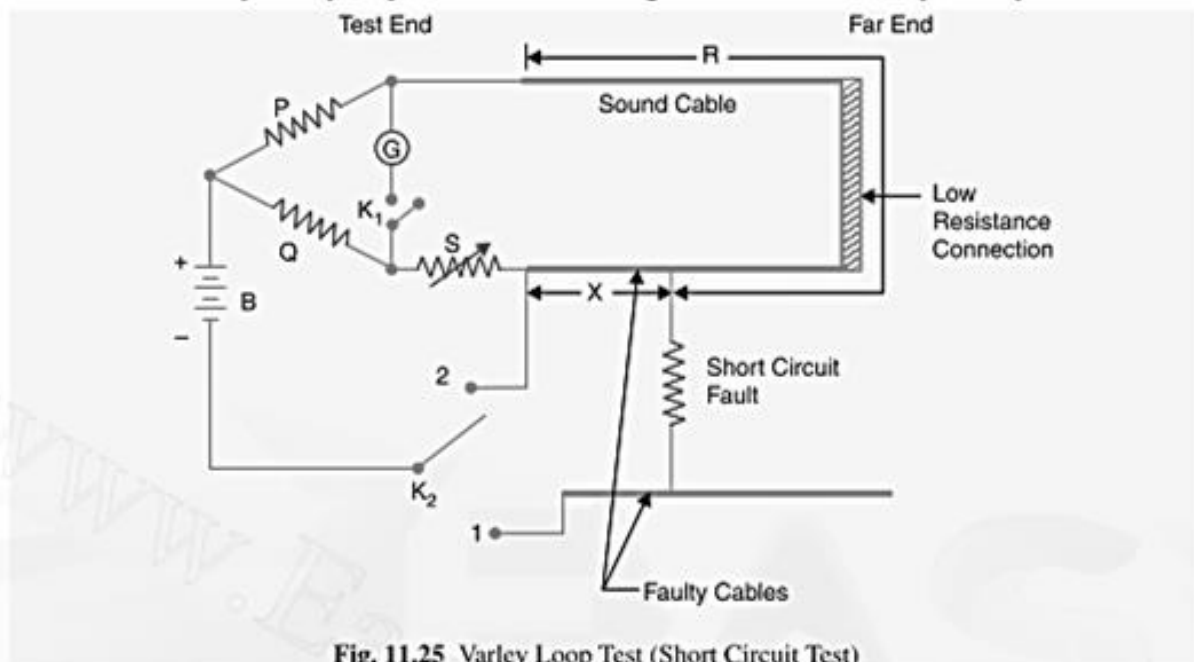 Test End
Far End
R
P
Sound Cable
G
K1
Low
Resistance
Connection
Q
S
+
B
X
−
2
Short Circuit
Fault
K2
1
Faulty Cables
Fig. 11.25 Varley Loop Test (Short Circuit Test)